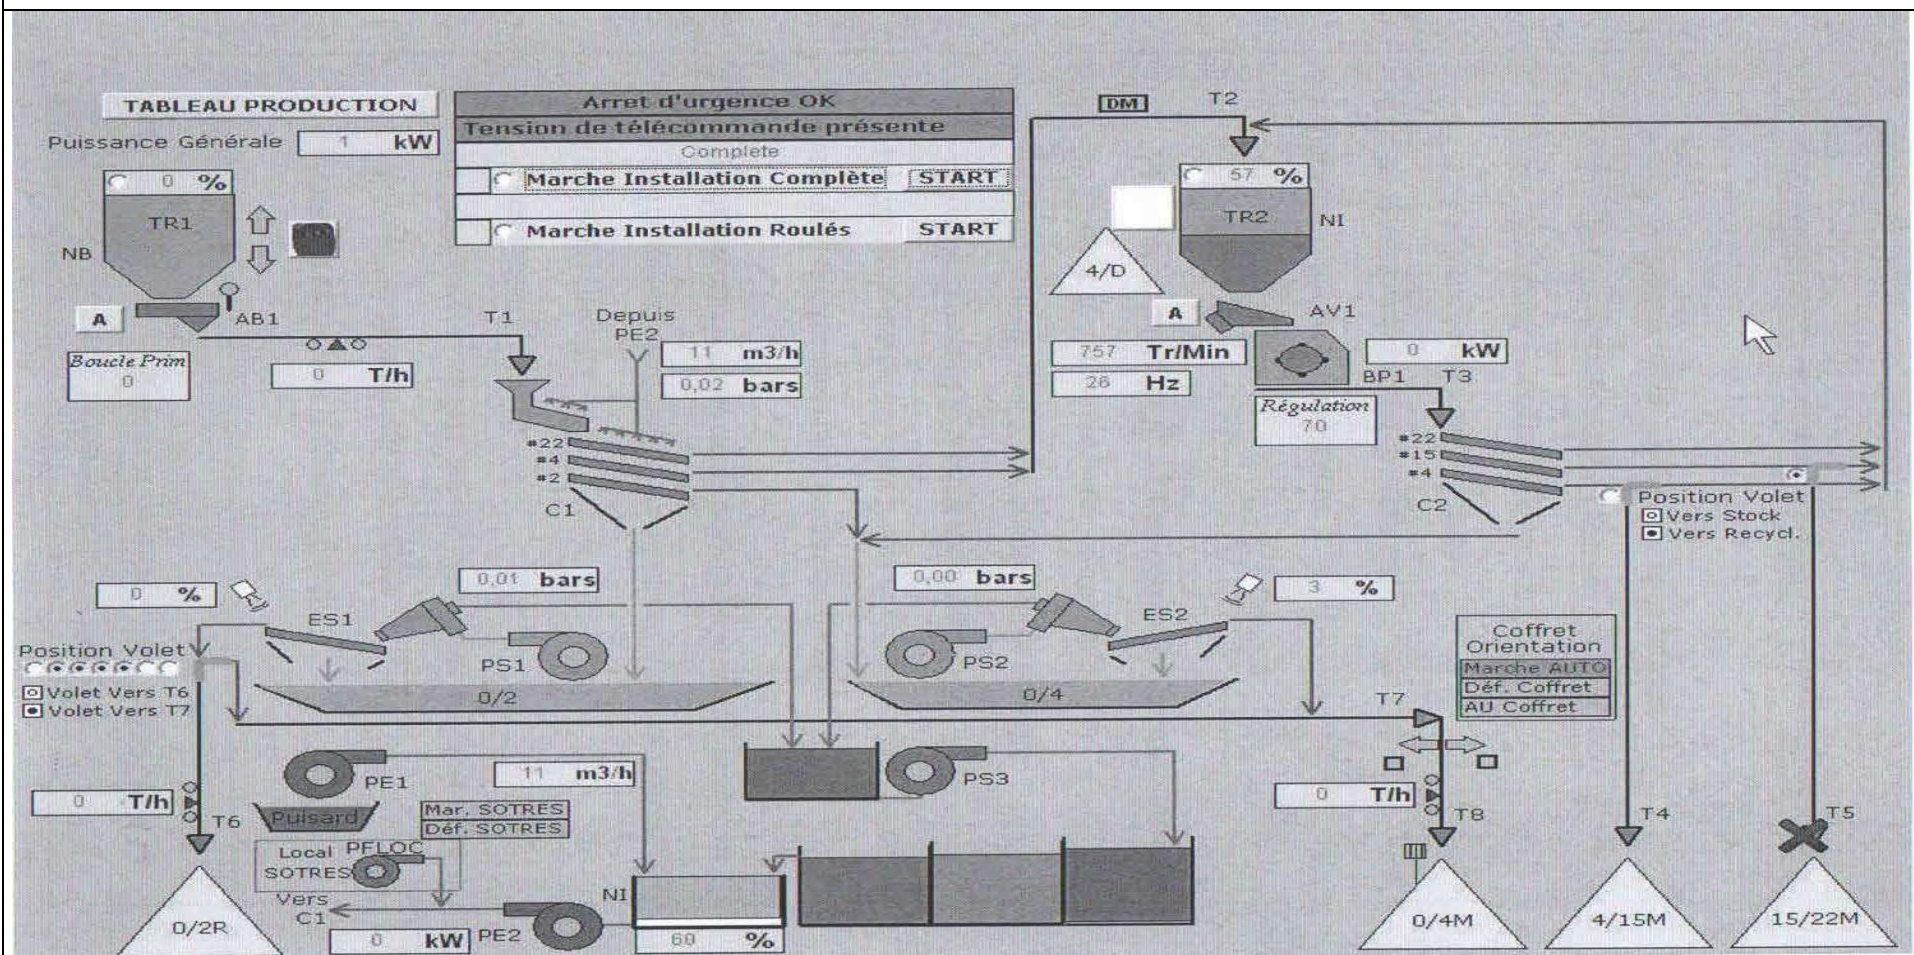 TABLEAU PRODUCTION
Puissance Générale 1 kW
Arret d'urgence OK
Tension de télécommande présente
Complete
Marche Installation Complète START
Marche Installation Roulés START
0 %
TR1
NB
A
AB1
Boucle Prim
0
T1
0 T/h
Depuis
PE2
11 m3/h
0,02 bars
#22
#4
#2
C1
DM
T2
57 %
TR2
NI
4/D
A
AV1
757 Tr/Min
26 Hz
0 kW
BP1
T3
Régulation
70
#22
#15
#4
C2
Position Volet
Vers Stock
Vers Recycl.
0 %
ES1
0,01 bars
PS1
0,00 bars
PS2
ES2
3 %
Position Volet
Volet Vers T6
Volet Vers T7
0/2
0/4
Coffret
Orientation
Marche AUTO
Déf. Coffret
AU Coffret
T7
PE1
11 m3/h
PS3
0 T/h
T6
Puisard
Mar. SOTRES
Déf. SOTRES
0 T/h
T8
T4
T5
Local
SOTRES
PFLOC
Vers
C1
0 kW
PE2
NI
60 %
0/2R
0/4M
4/15M
15/22M